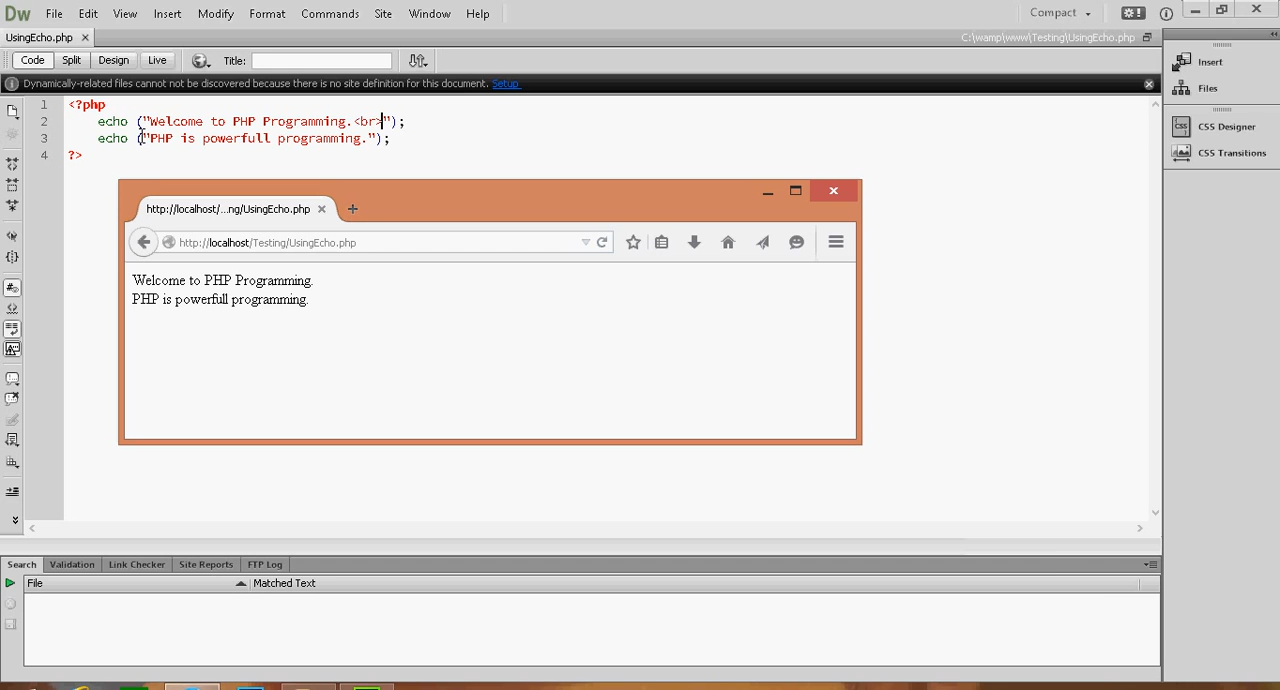 Dw File Edit View Insert Modify Format Commands Site Window Help Compact
UsingEcho.php C:\wamp\www\Testing\UsingEcho.php
Code Split Design Live Title:
Dynamically-related files cannot not be discovered because there is no site definition for this document. Setup
1 <?php
2 echo ("Welcome to PHP Programming.<br>");
3 echo ("PHP is powerfull programming.");
4 ?>
http://localhost/...ng/UsingEcho.php
http://localhost/Testing/UsingEcho.php
Welcome to PHP Programming.
PHP is powerfull programming.
Insert
Files
CSS Designer
CSS Transitions
Search Validation Link Checker Site Reports FTP Log
File Matched Text